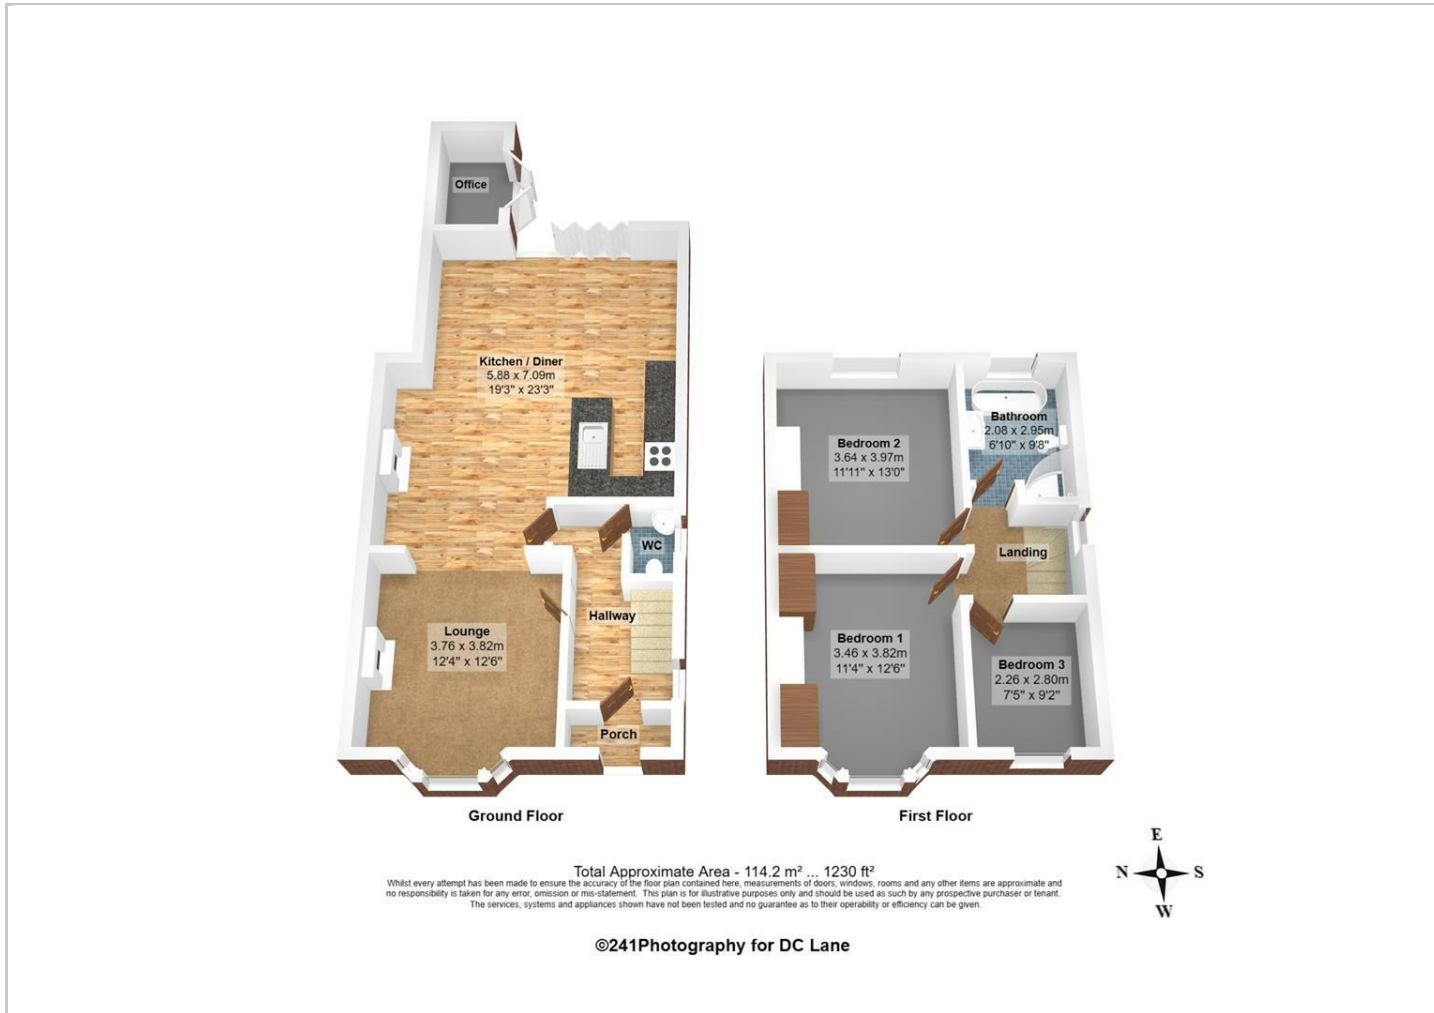 Office
Kitchen / Diner
5.88 x 7.09m
19'3" x 23'3"
WC
Hallway
Lounge
3.76 x 3.82m
12'4" x 12'6"
Porch
Ground Floor
Bedroom 2
3.64 x 3.97m
11'11" x 13'0"
Bathroom
2.08 x 2.95m
6'10" x 9'8"
Landing
Bedroom 1
3.46 x 3.82m
11'4" x 12'6"
Bedroom 3
2.26 x 2.80m
7'5" x 9'2"
First Floor
E
N S
W
Total Approximate Area - 114.2 m² ... 1230 ft²
Whilst every attempt has been made to ensure the accuracy of the floor plan contained here, measurements of doors, windows, rooms and any other items are approximate and
no responsibility is taken for any error, omission or mis-statement. This plan is for illustrative purposes only and should be used as such by any prospective purchaser or tenant.
The services, systems and appliances shown have not been tested and no guarantee as to their operability or efficiency can be given.
©241Photography for DC Lane